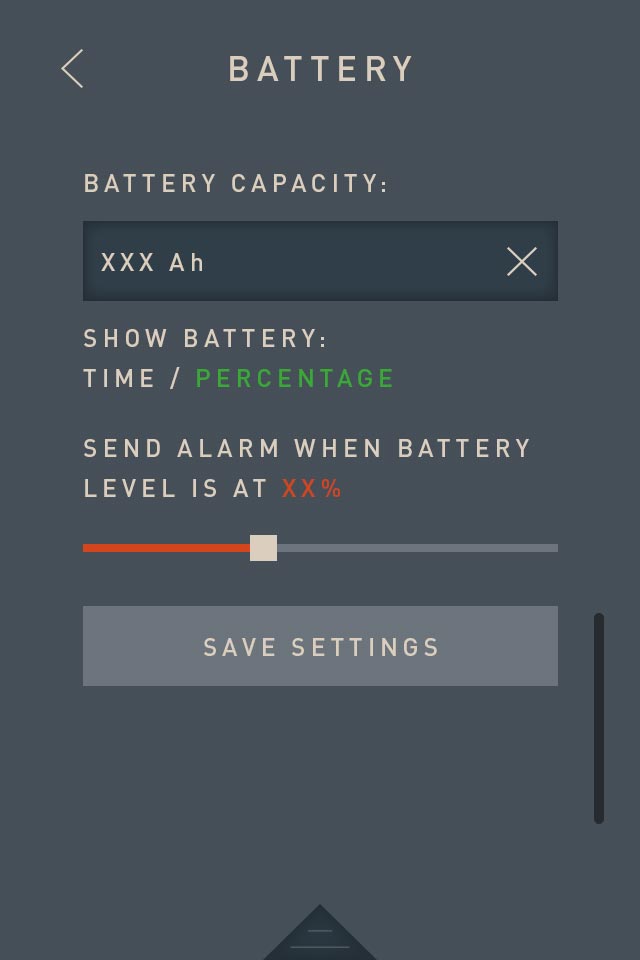 BATTERY
BATTERY CAPACITY:
XXX Ah
SHOW BATTERY:
TIME / PERCENTAGE
SEND ALARM WHEN BATTERY
LEVEL IS AT XX%
SAVE SETTINGS